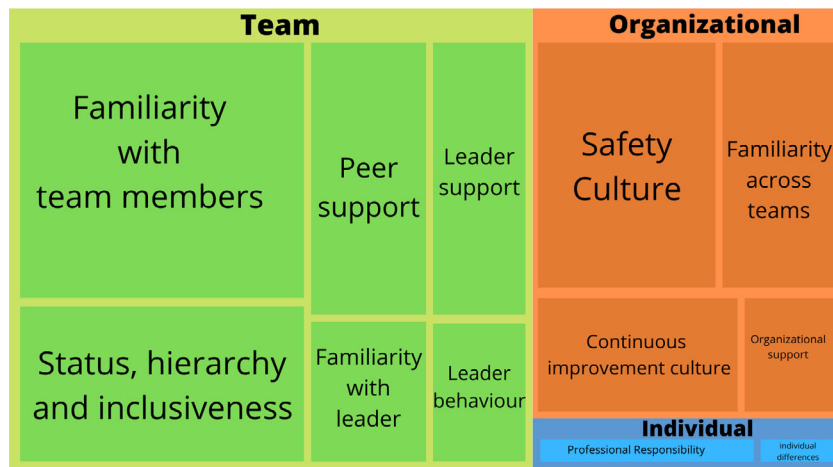 Team
Familiarity
with
team members
Peer
support
Leader
support
Status, hierarchy
and inclusiveness
Familiarity
with
leader
Leader
behaviour
Organizational
Safety
Culture
Familiarity
across
teams
Continuous
improvement culture
Organizational
support
Individual
Professional Responsibility
individual
differences